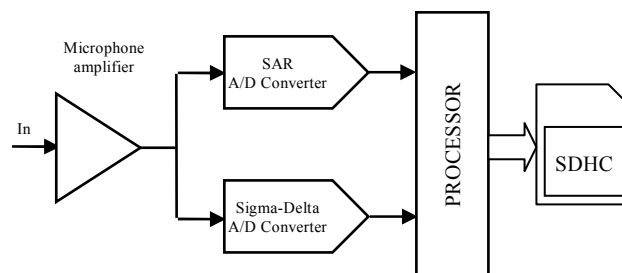 Microphone
amplifier
In
SAR
A/D Converter
Sigma-Delta
A/D Converter
PROCESSOR
SDHC